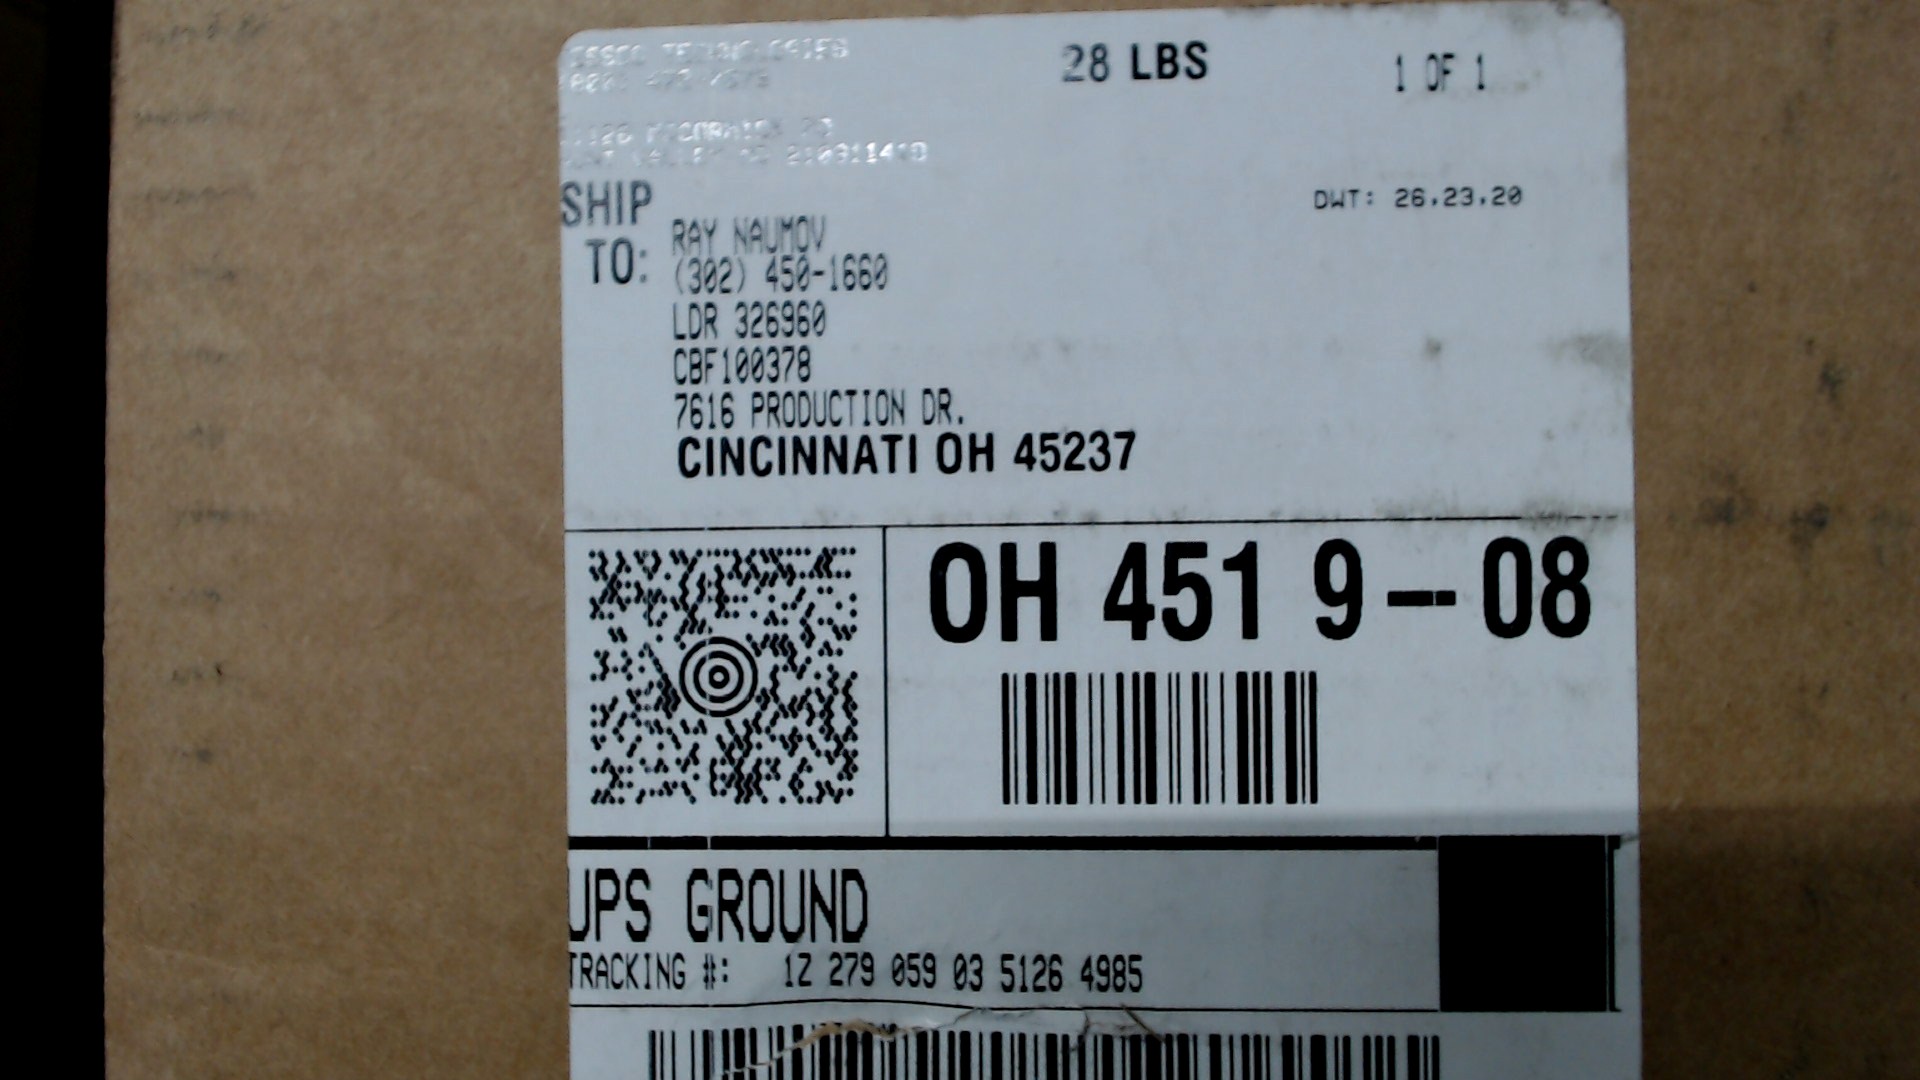 TECHNOLOGIES
28 LBS
1 OF 1
DWT: 26.23.20
SHIP TO:
RAY NAUMOV
(302) 450-1660
LDR 326960
CBF100378
7616 PRODUCTION DR.
CINCINNATI OH 45237
OH 451 9-08
UPS GROUND
TRACKING #: 1Z 279 059 03 5126 4985